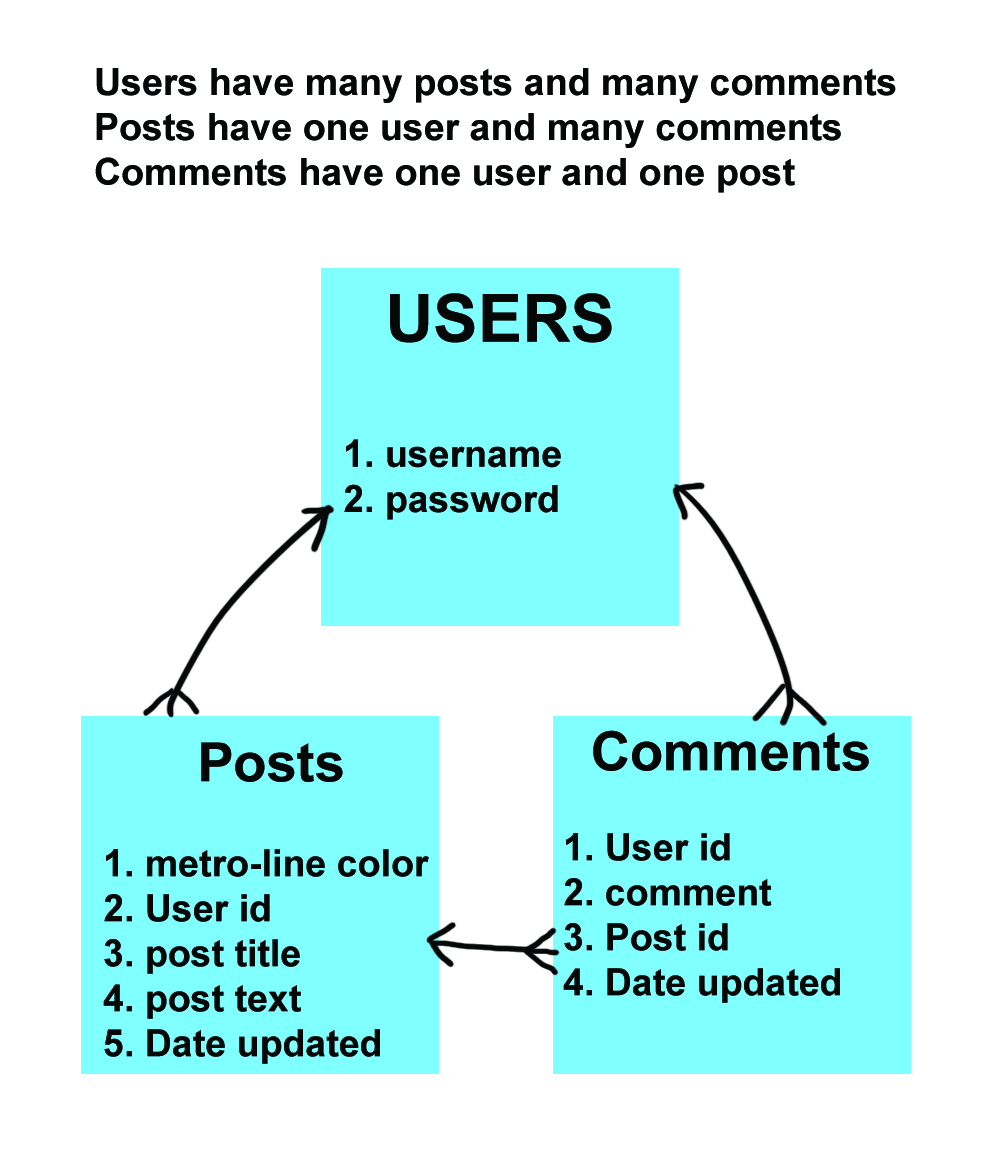 Users have many posts and many comments
Posts have one user and many comments
Comments have one user and one post
USERS
1. username
2. password
Posts
1. metro-line color
2. User id
3. post title
4. post text
5. Date updated
Comments
1. User id
2. comment
3. Post id
4. Date updated